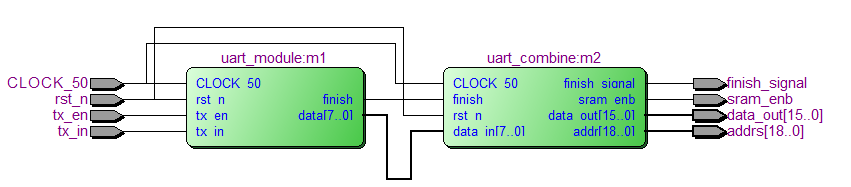 uart_module:m1 uart_combine:m2
CLOCK_50 CLOCK_50 CLOCK_50 finish_signal finish_signal
rst_n rst_n finish finish sram_enb sram_enb
tx_en tx_en data[7..0] rst_n data_out[15..0] data_out[15..0]
tx_in tx_in data_in[7..0] addr[18..0] addrs[18..0]